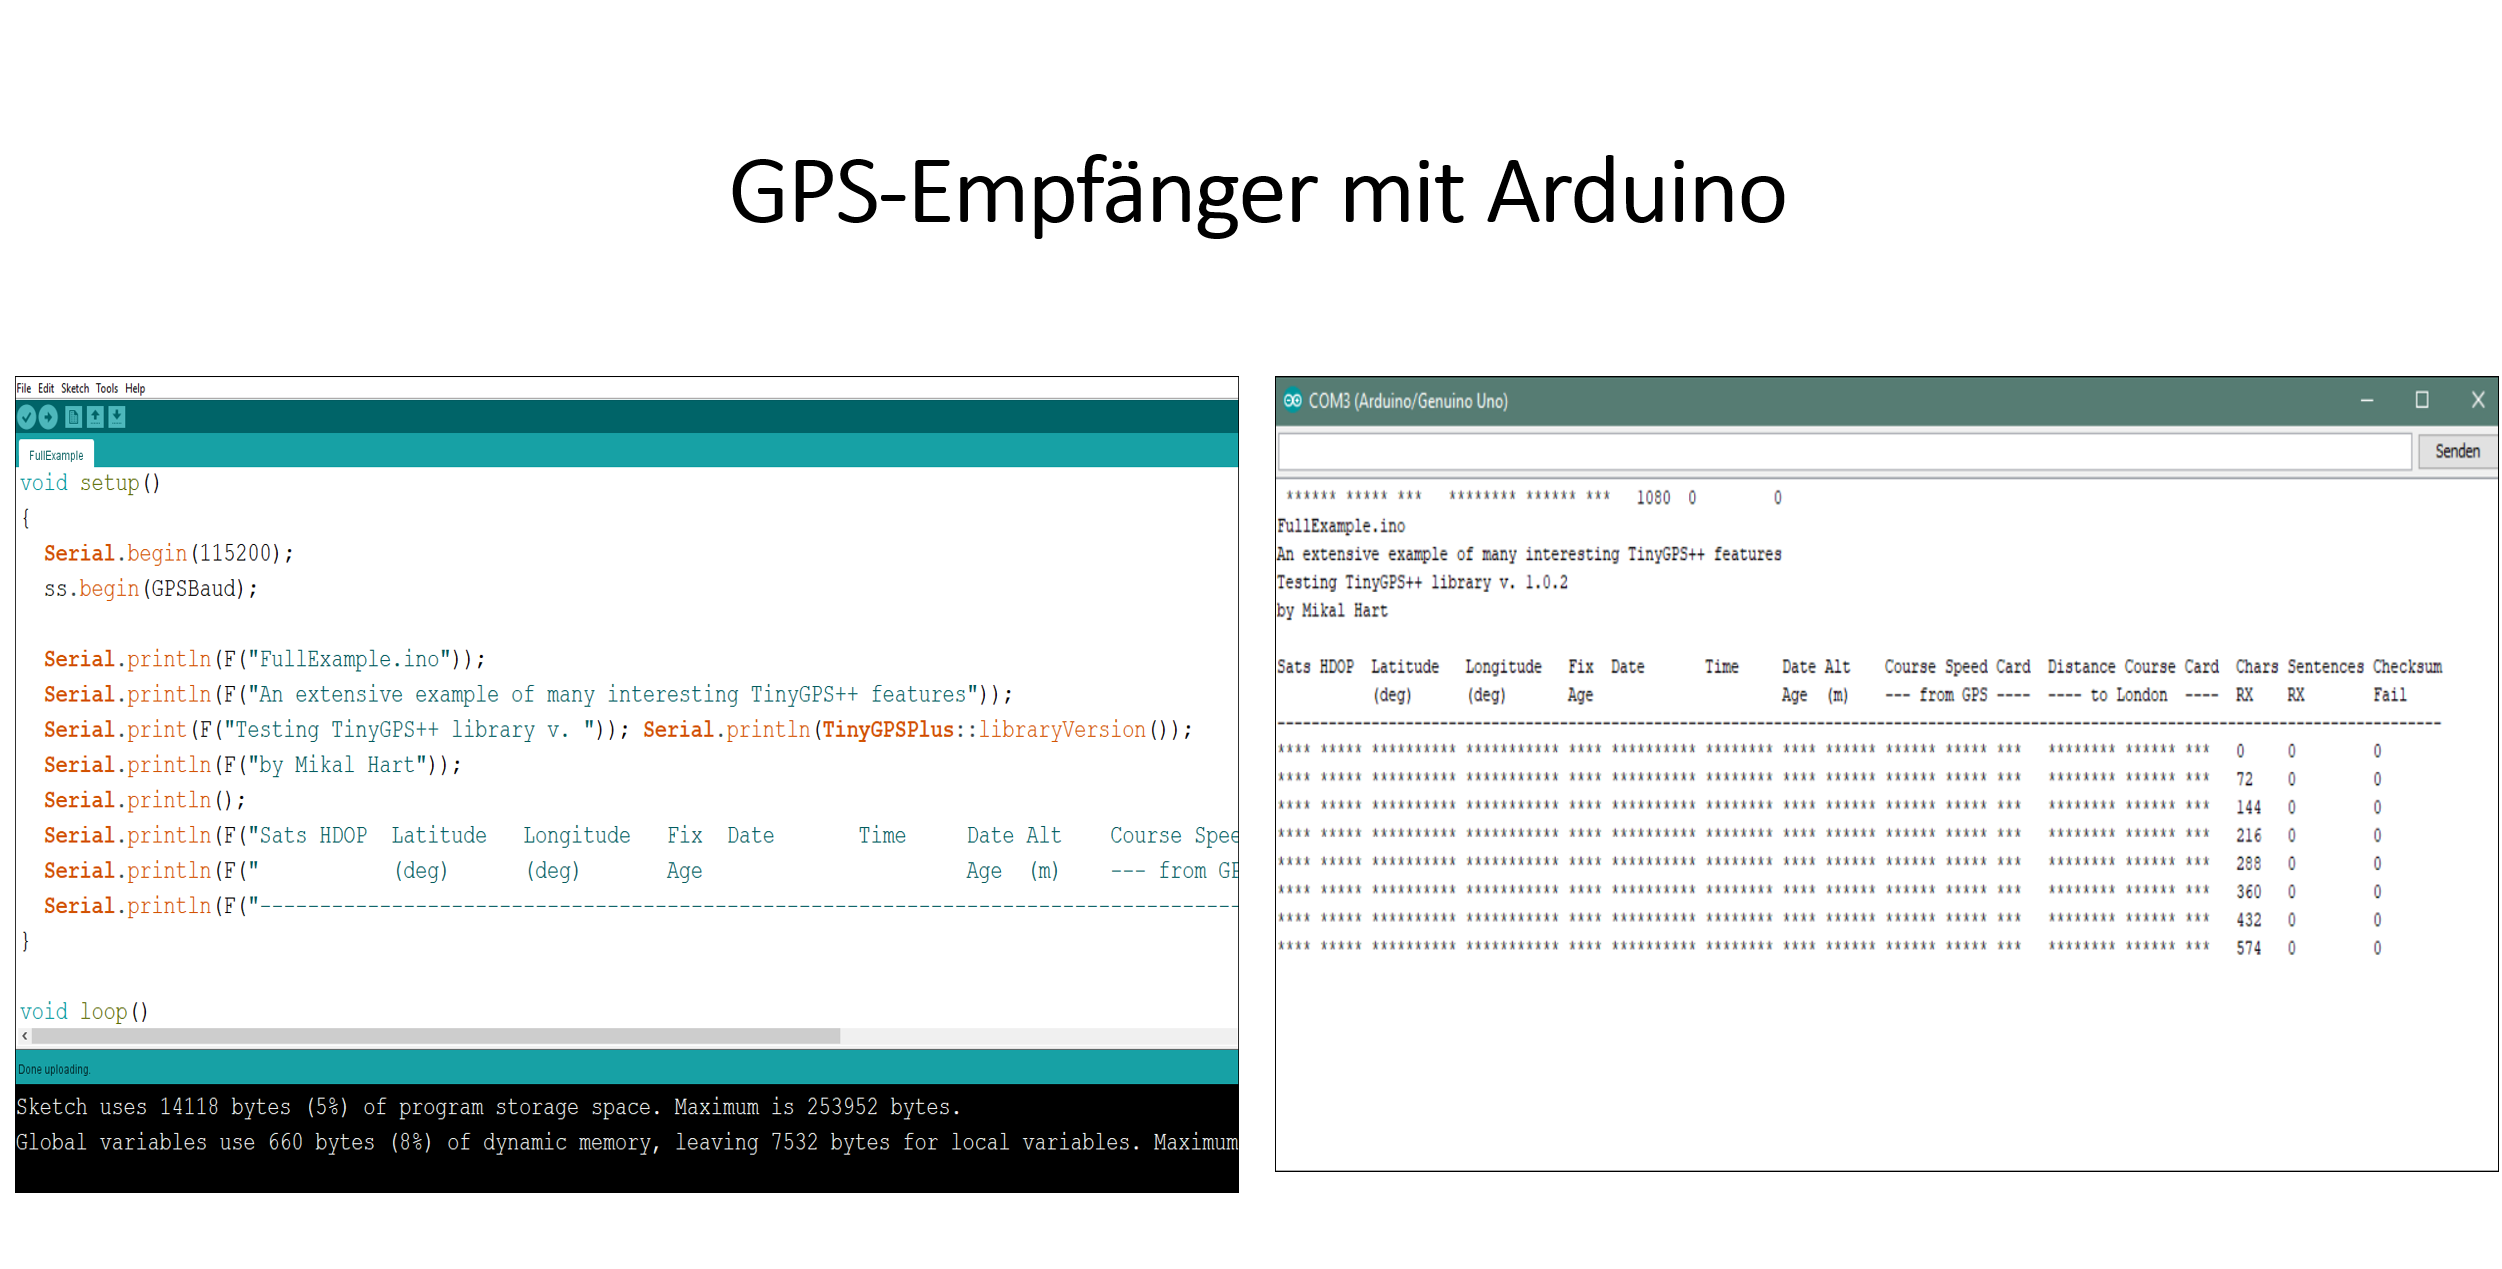 GPS-Empfänger mit Arduino
File Edit Sketch Tools Help
FullExample
void setup()
{
Serial.begin(115200);
ss.begin(GPSBaud);
Serial.println(F("FullExample.ino"));
Serial.println(F("An extensive example of many interesting TinyGPS++ features"));
Serial.print(F("Testing TinyGPS++ library v. ")); Serial.println(TinyGPSPlus::libraryVersion());
Serial.println(F("by Mikal Hart"));
Serial.println();
Serial.println(F("Sats HDOP  Latitude   Longitude   Fix  Date       Time     Date Alt    Course Spee
Serial.println(F("           (deg)      (deg)       Age                      Age  (m)    --- from GP
Serial.println(F("----------------------------------------------------------------------------------
}
void loop()
Done uploading.
Sketch uses 14118 bytes (5%) of program storage space. Maximum is 253952 bytes.
Global variables use 660 bytes (8%) of dynamic memory, leaving 7532 bytes for local variables. Maximum
COM3 (Arduino/Genuino Uno)
Senden
****** ***** ***   ******** ****** ***   1080  0         0
FullExample.ino
An extensive example of many interesting TinyGPS++ features
Testing TinyGPS++ library v. 1.0.2
by Mikal Hart
Sats HDOP  Latitude   Longitude   Fix  Date       Time     Date Alt    Course Speed Card  Distance Course Card  Chars Sentences Checksum
(deg)      (deg)       Age                      Age  (m)    --- from GPS ----  ---- to London  ----  RX    RX        Fail
----------------------------------------------------------------------------------------------------------------------------------------
**** ***** ********** *********** **** ********** ******** **** ****** ****** ***** ***   ******** ****** ***   0     0         0
**** ***** ********** *********** **** ********** ******** **** ****** ****** ***** ***   ******** ****** ***   72    0         0
**** ***** ********** *********** **** ********** ******** **** ****** ****** ***** ***   ******** ****** ***   144   0         0
**** ***** ********** *********** **** ********** ******** **** ****** ****** ***** ***   ******** ****** ***   216   0         0
**** ***** ********** *********** **** ********** ******** **** ****** ****** ***** ***   ******** ****** ***   288   0         0
**** ***** ********** *********** **** ********** ******** **** ****** ****** ***** ***   ******** ****** ***   360   0         0
**** ***** ********** *********** **** ********** ******** **** ****** ****** ***** ***   ******** ****** ***   432   0         0
**** ***** ********** *********** **** ********** ******** **** ****** ****** ***** ***   ******** ****** ***   574   0         0